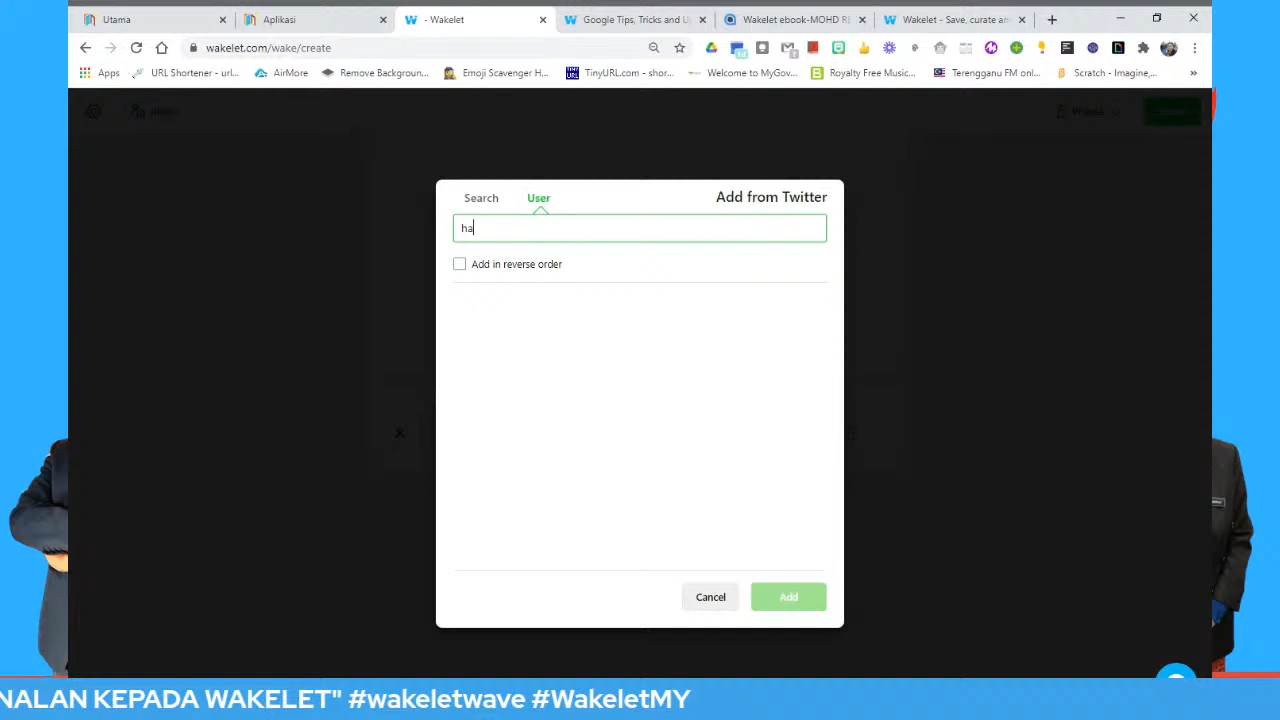 Utama
Aplikasi
- Wakelet
Google Tips, Tricks and U
Wakelet ebook-MOHD R
Wakelet - Save, curate an
wakelet.com/wake/create
Apps
URL Shortener - url...
AirMore
Remove Backgroun...
Emoji Scavenger H...
TinyURL.com - shor...
Welcome to MyGov...
Royalty Free Music...
Terengganu FM onl...
Scratch - Imagine,...
Search
User
Add from Twitter
ha
Add in reverse order
Cancel
Add
NALAN KEPADA WAKELET" #wakeletwave #WakeletMY